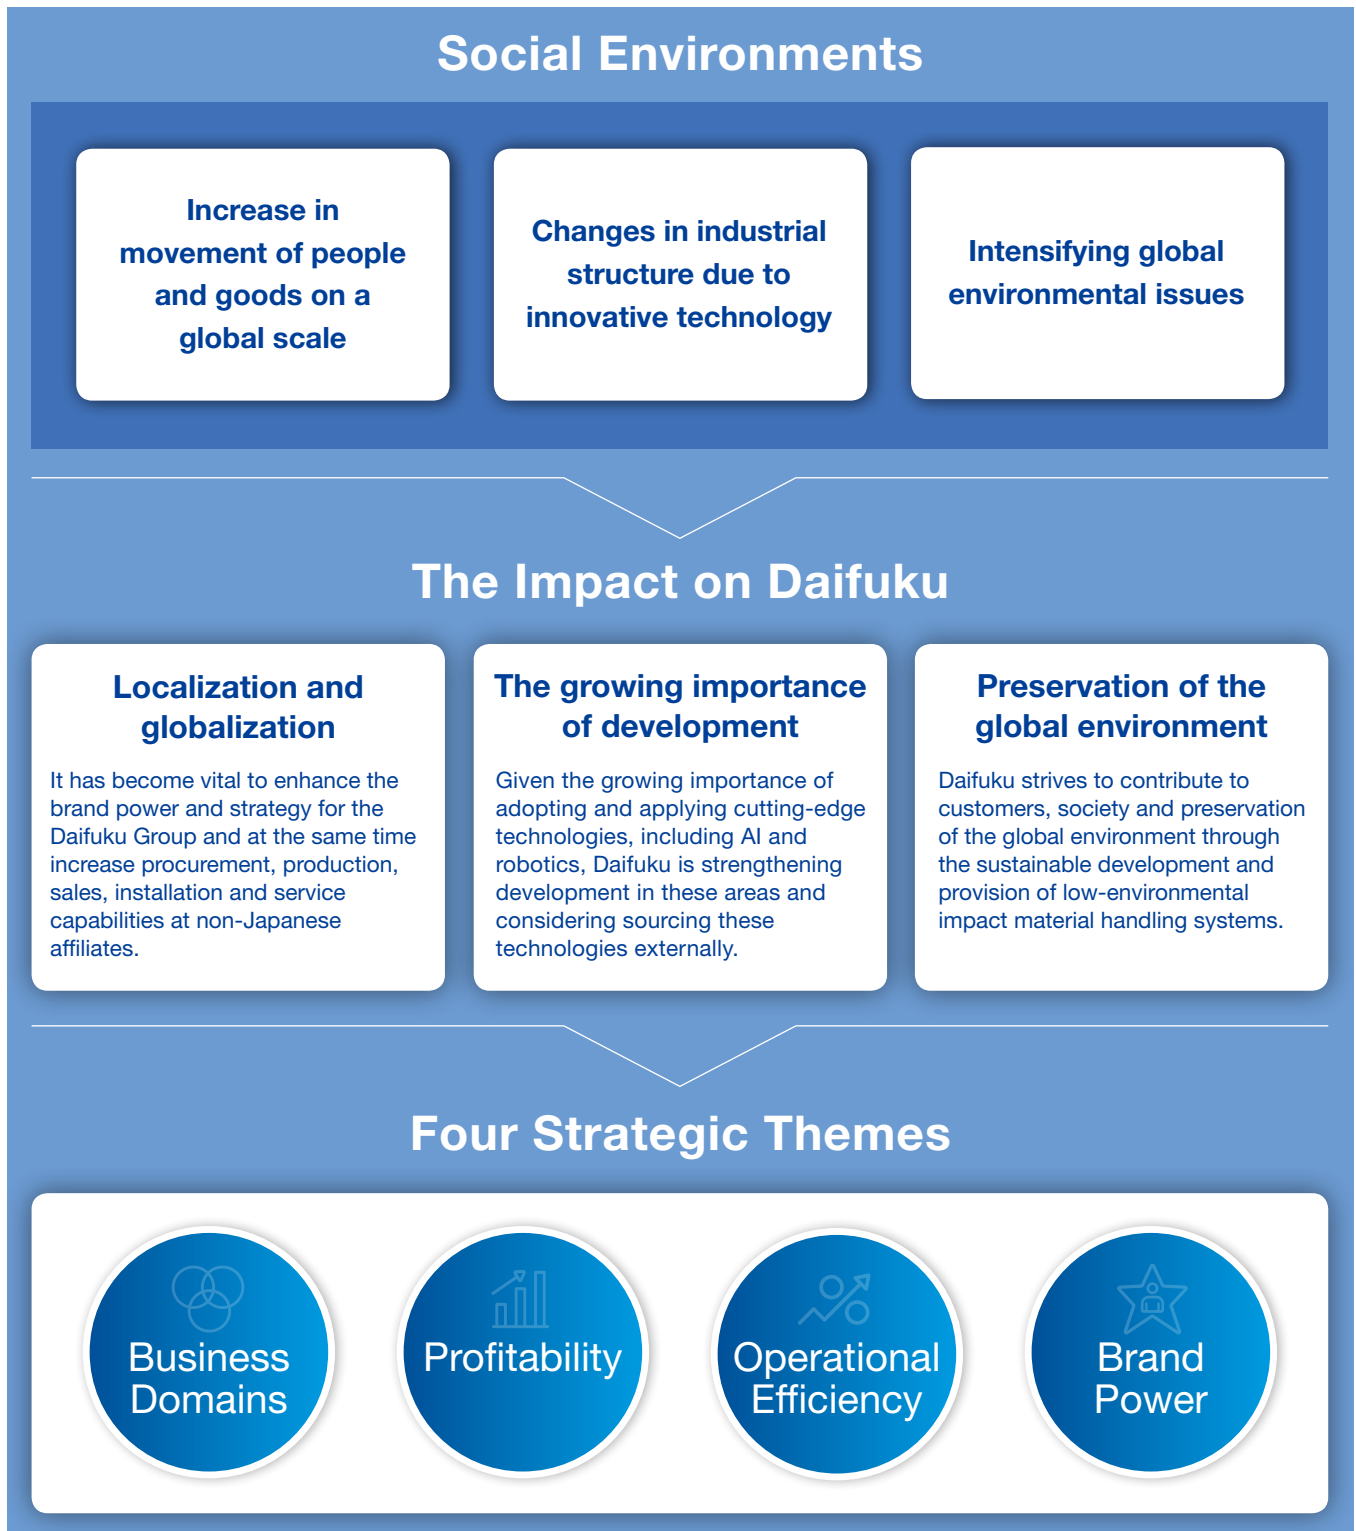 Social Environments
Increase in
movement of people
and goods on a
global scale
Changes in industrial
structure due to
innovative technology
Intensifying global
environmental issues
The Impact on Daifuku
Localization and
globalization
It has become vital to enhance the
brand power and strategy for the
Daifuku Group and at the same time
increase procurement, production,
sales, installation and service
capabilities at non-Japanese
affiliates.
The growing importance
of development
Given the growing importance of
adopting and applying cutting-edge
technologies, including AI and
robotics, Daifuku is strengthening
development in these areas and
considering sourcing these
technologies externally.
Preservation of the
global environment
Daifuku strives to contribute to
customers, society and preservation
of the global environment through
the sustainable development and
provision of low-environmental
impact material handling systems.
Four Strategic Themes
Business
Domains
Profitability
Operational
Efficiency
Brand
Power